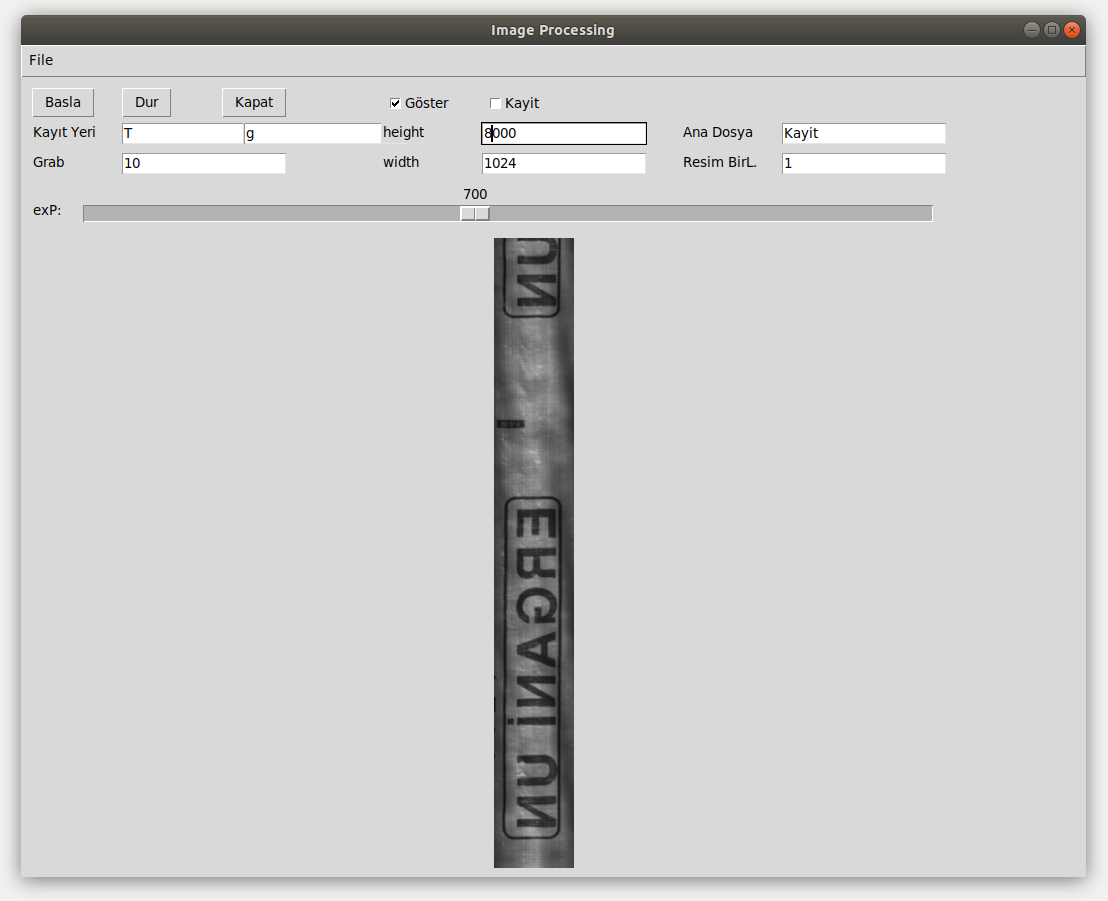 Image Processing
File
Basla Dur Kapat Göster Kayit
Kayıt Yeri T g height 8000 Ana Dosya Kayit
Grab 10 width 1024 Resim BirL. 1
700
exP:
UN
ERGANİ UN